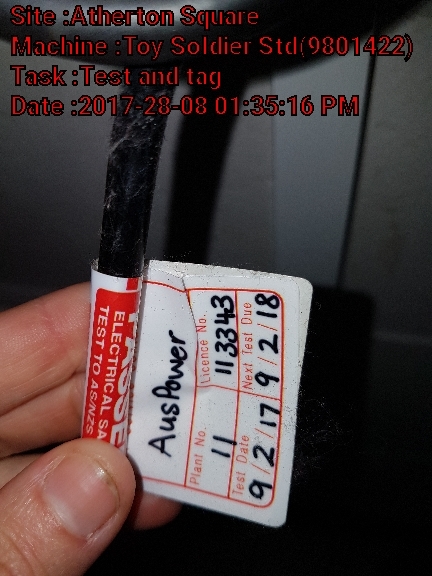 Site :Atherton Square
Machine :Toy Soldier Std(9801422)
Task :Test and tag
Date :2017-28-08 01:35:16 PM
ELECTRICAL SA
TEST TO AS/NZS
AusPower
Plant No. 11
Licence No. 113343
Test Date 9/2/17
Next Test Due 9/2/18